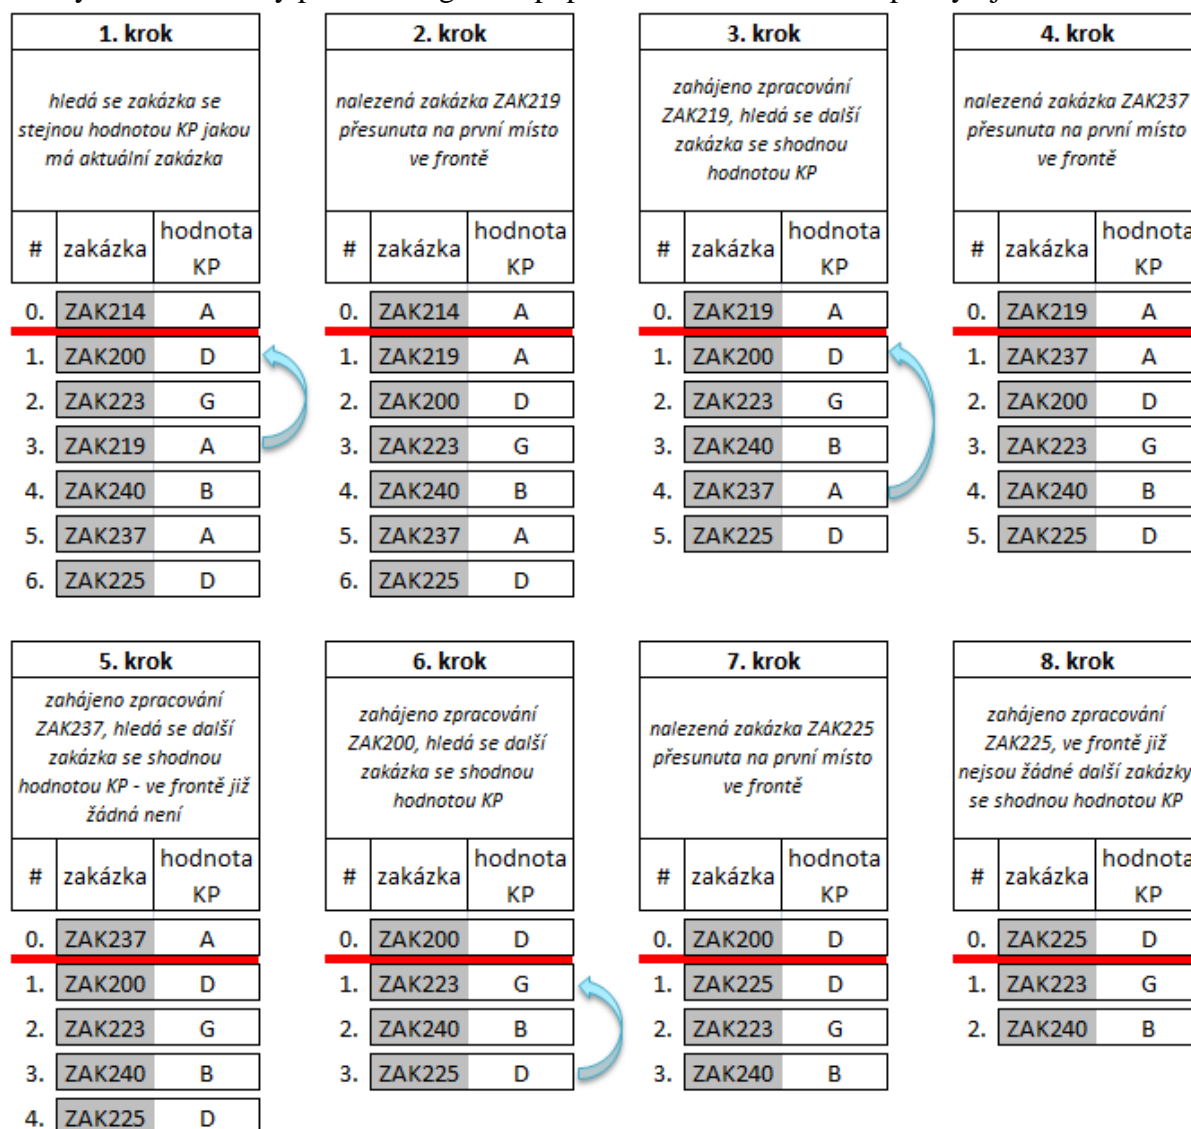 1. krok
hledá se zakázka se
stejnou hodnotou KP jakou
má aktuální zakázka
# zakázka hodnota
KP
0. ZAK214 A
1. ZAK200 D
2. ZAK223 G
3. ZAK219 A
4. ZAK240 B
5. ZAK237 A
6. ZAK225 D
2. krok
nalezená zakázka ZAK219
přesunuta na první místo
ve frontě
# zakázka hodnota
KP
0. ZAK214 A
1. ZAK219 A
2. ZAK200 D
3. ZAK223 G
4. ZAK240 B
5. ZAK237 A
6. ZAK225 D
3. krok
zahájeno zpracování
ZAK219, hledá se další
zakázka se shodnou
hodnotou KP
# zakázka hodnota
KP
0. ZAK219 A
1. ZAK200 D
2. ZAK223 G
3. ZAK240 B
4. ZAK237 A
5. ZAK225 D
4. krok
nalezená zakázka ZAK237
přesunuta na první místo
ve frontě
# zakázka hodnota
KP
0. ZAK219 A
1. ZAK237 A
2. ZAK200 D
3. ZAK223 G
4. ZAK240 B
5. ZAK225 D
5. krok
zahájeno zpracování
ZAK237, hledá se další
zakázka se shodnou
hodnotou KP - ve frontě již
žádná není
# zakázka hodnota
KP
0. ZAK237 A
1. ZAK200 D
2. ZAK223 G
3. ZAK240 B
4. ZAK225 D
6. krok
zahájeno zpracování
ZAK200, hledá se další
zakázka se shodnou
hodnotou KP
# zakázka hodnota
KP
0. ZAK200 D
1. ZAK223 G
2. ZAK240 B
3. ZAK225 D
7. krok
nalezená zakázka ZAK225
přesunuta na první místo
ve frontě
# zakázka hodnota
KP
0. ZAK200 D
1. ZAK225 D
2. ZAK223 G
3. ZAK240 B
8. krok
zahájeno zpracování
ZAK225, ve frontě již
nejsou žádné další zakázky
se shodnou hodnotou KP
# zakázka hodnota
KP
0. ZAK225 D
1. ZAK223 G
2. ZAK240 B